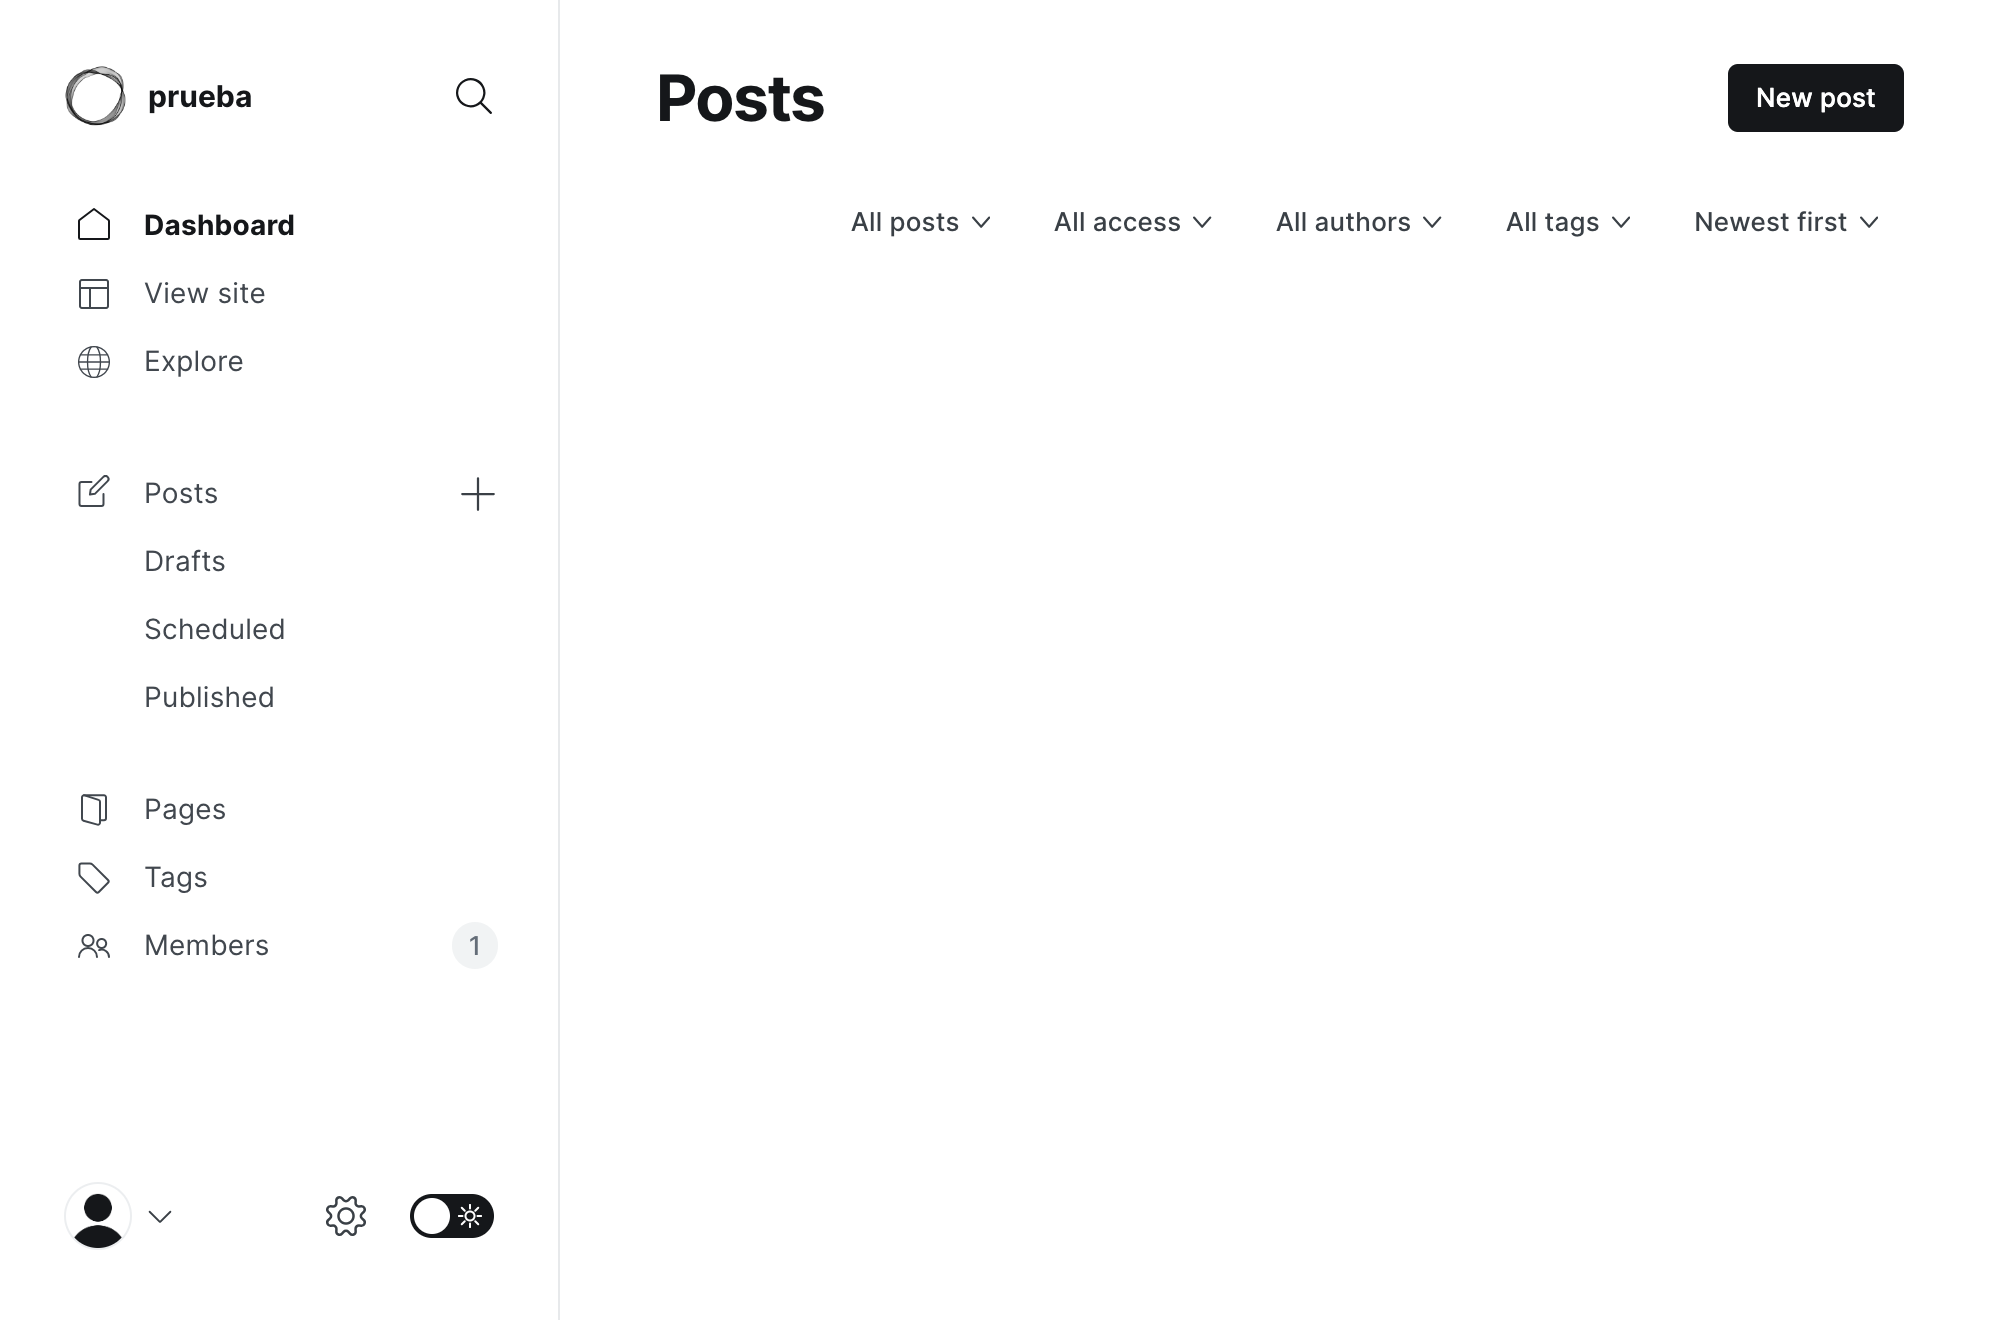 prueba
Dashboard
View site
Explore
Posts
Drafts
Scheduled
Published
Pages
Tags
Members 1
Posts
New post
All posts All access All authors All tags Newest first